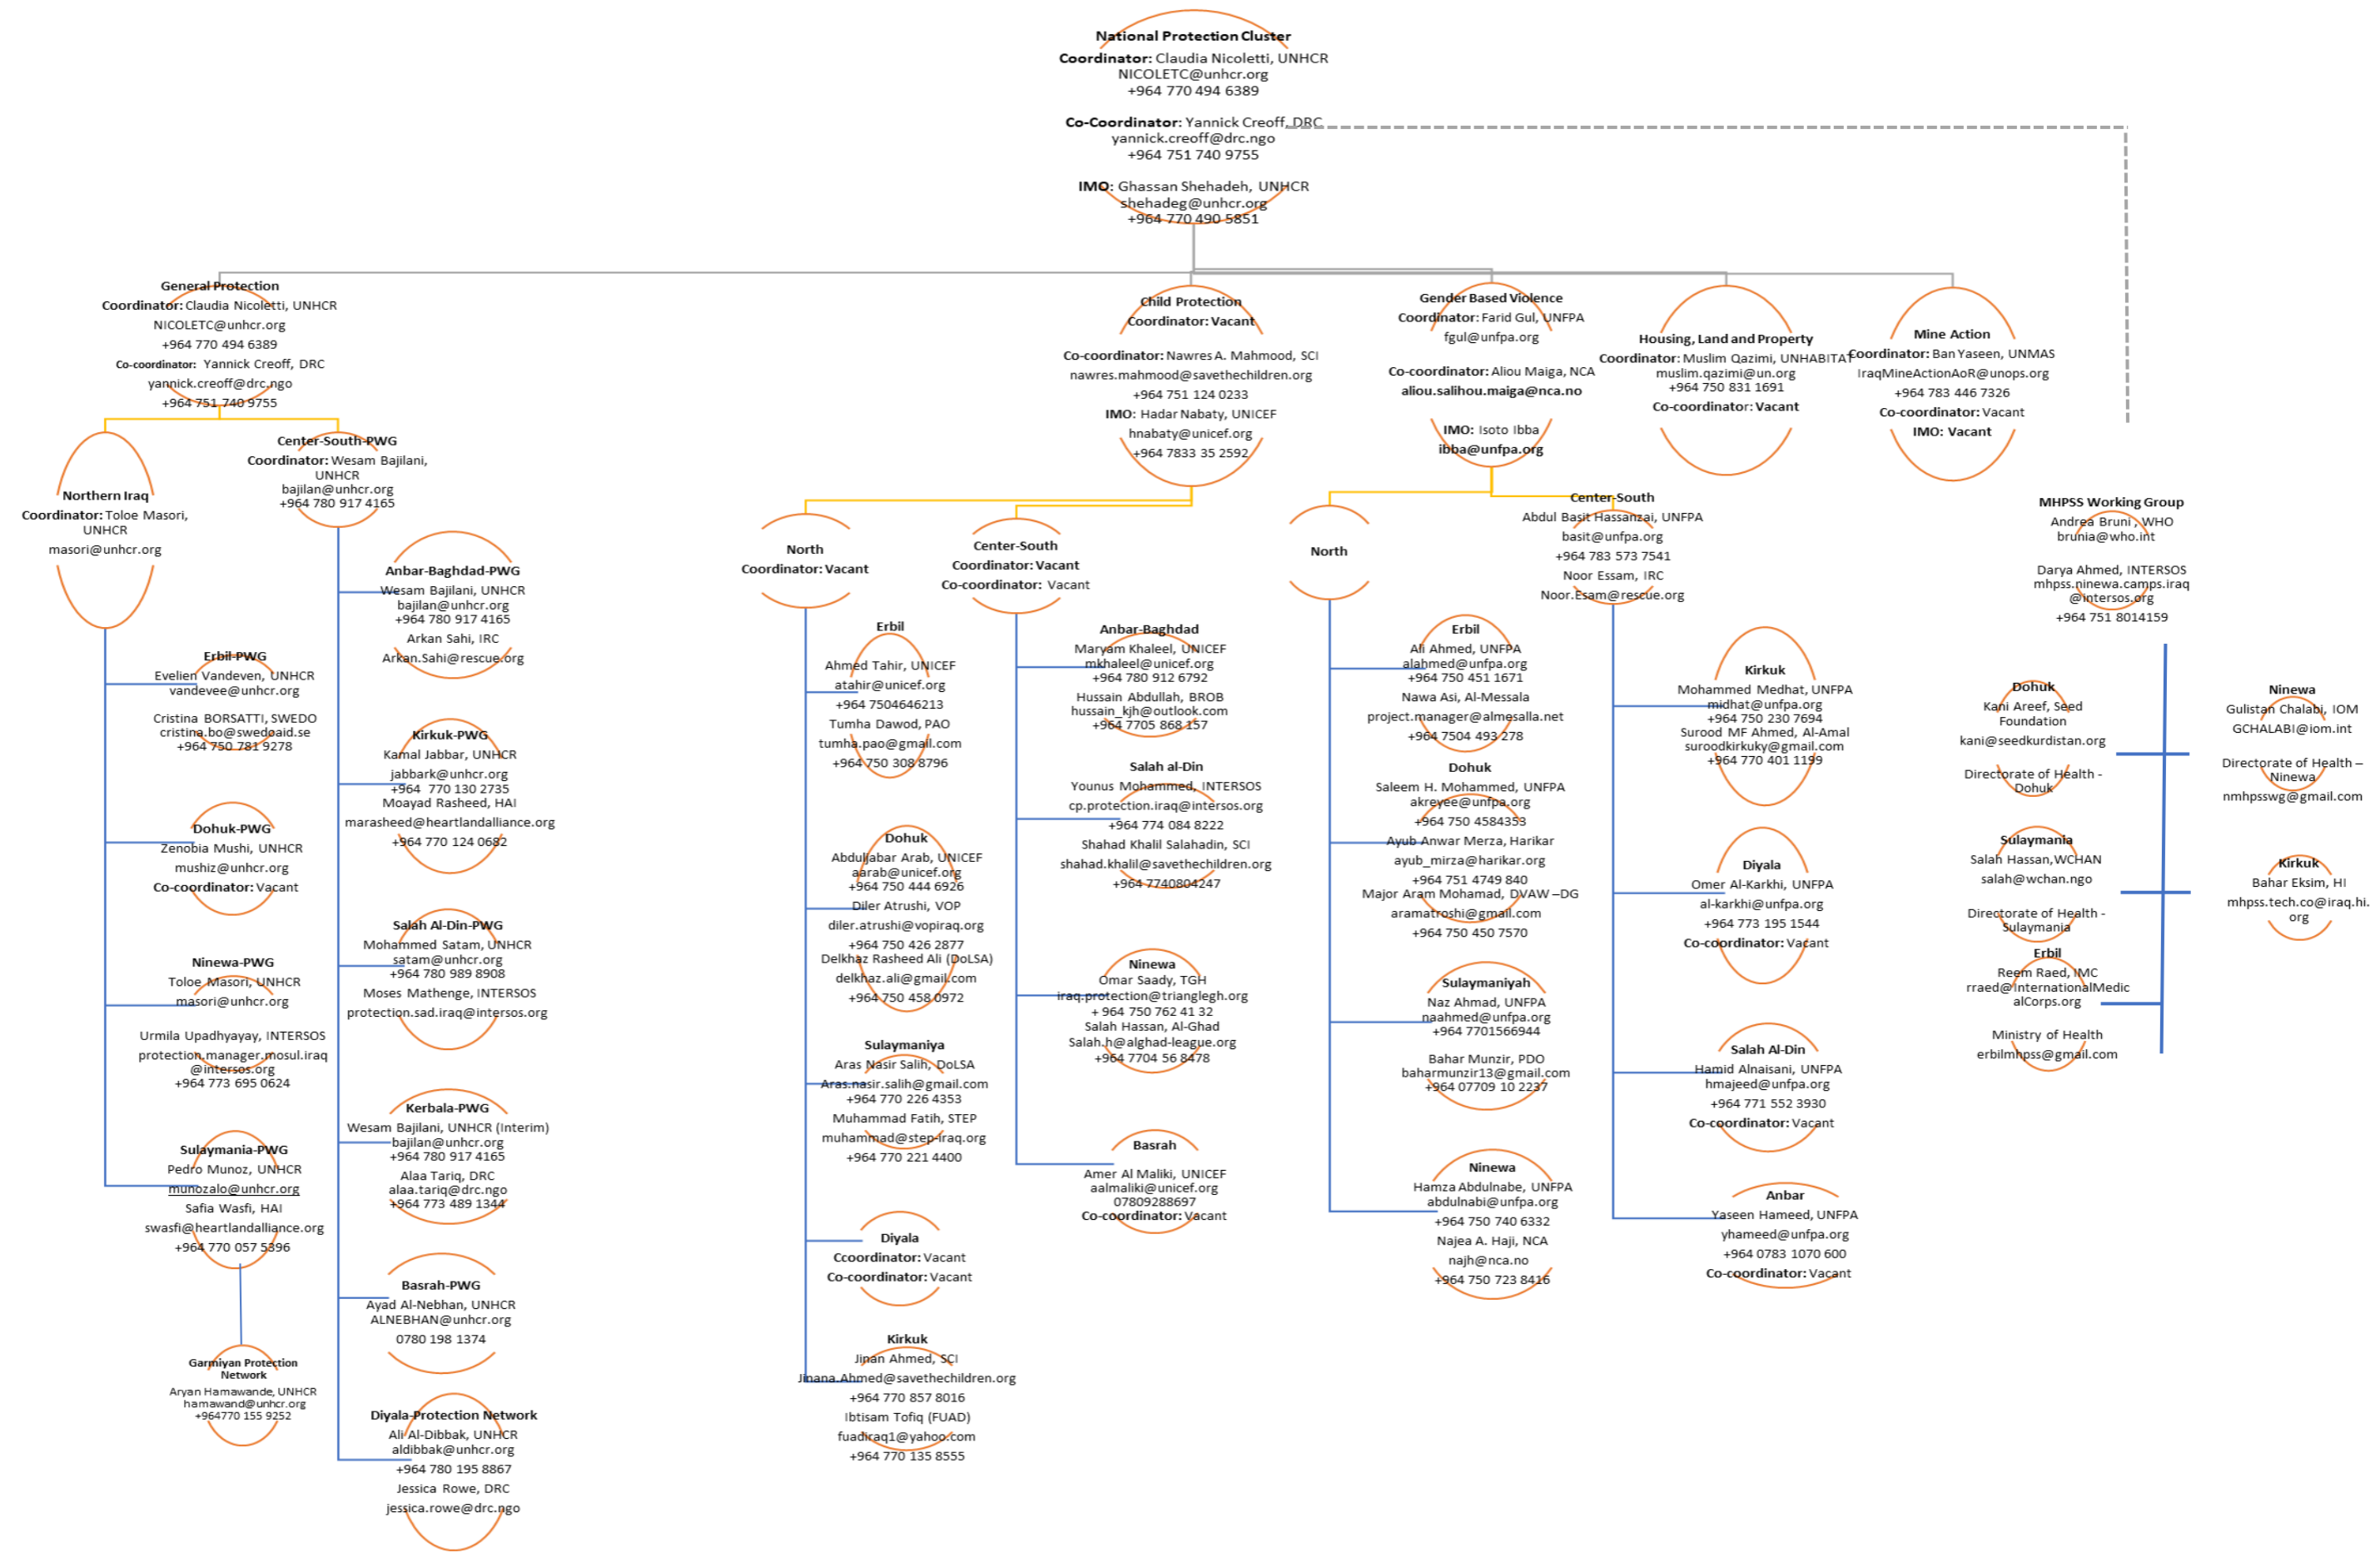 National Protection Cluster
Coordinator: Claudia Nicoletti, UNHCR
NICOLETC@unhcr.org
+964 770 494 6389
Co-Coordinator: Yannick Creoff, DRC
yannick.creoff@drc.ngo
+964 751 740 9755
IMO: Ghassan Shehadeh, UNHCR
shehadeg@unhcr.org
+964 770 490 5851
General Protection
Coordinator: Claudia Nicoletti, UNHCR
NICOLETC@unhcr.org
+964 770 494 6389
Co-coordinator: Yannick Creoff, DRC
yannick.creoff@drc.ngo
+964 751 740 9755
Northern Iraq
Coordinator: Toloe Masori,
UNHCR
masori@unhcr.org
Erbil-PWG
Evelien Vandeven, UNHCR
vandevee@unhcr.org
Cristina BORSATTI, SWEDO
cristina.bo@swedoaid.se
+964 750 781 9278
Dohuk-PWG
Zenobia Mushi, UNHCR
mushiz@unhcr.org
Co-coordinator: Vacant
Ninewa-PWG
Toloe Masori, UNHCR
masori@unhcr.org
Urmila Upadhyayay, INTERSOS
protection.manager.mosul.iraq
@intersos.org
+964 773 695 0624
Sulaymania-PWG
Pedro Munoz, UNHCR
munozalo@unhcr.org
Safia Wasfi, HAI
swasfi@heartlandalliance.org
+964 770 057 5396
Garmiyan Protection
Network
Aryan Hamawande, UNHCR
hamawand@unhcr.org
+964770 155 9252
Center-South-PWG
Coordinator: Wesam Bajilani,
UNHCR
bajilan@unhcr.org
+964 780 917 4165
Anbar-Baghdad-PWG
Wesam Bajilani, UNHCR
bajilan@unhcr.org
+964 780 917 4165
Arkan Sahi, IRC
Arkan.Sahi@rescue.org
Kirkuk-PWG
Kamal Jabbar, UNHCR
jabbark@unhcr.org
+964 770 130 2735
Moayad Rasheed, HAI
marasheed@heartlandalliance.org
+964 770 124 0682
Salah Al-Din-PWG
Mohammed Satam, UNHCR
satam@unhcr.org
+964 780 989 8908
Moses Mathenge, INTERSOS
protection.sad.iraq@intersos.org
Kerbala-PWG
Wesam Bajilani, UNHCR (Interim)
bajilan@unhcr.org
+964 780 917 4165
Alaa Tariq, DRC
alaa.tariq@drc.ngo
+964 773 489 1344
Basrah-PWG
Ayad Al-Nebhan, UNHCR
ALNEBHAN@unhcr.org
0780 198 1374
Diyala-Protection Network
Ali Al-Dibbak, UNHCR
aldibbak@unhcr.org
+964 780 195 8867
Jessica Rowe, DRC
jessica.rowe@drc.ngo
Child Protection
Coordinator: Vacant
Co-coordinator: Nawres A. Mahmood, SCI
nawres.mahmood@savethechildren.org
+964 751 124 0233
IMO: Hadar Nabaty, UNICEF
hnabaty@unicef.org
+964 7833 35 2592
North
Coordinator: Vacant
Erbil
Ahmed Tahir, UNICEF
atahir@unicef.org
+964 7504646213
Tumha Dawod, PAO
tumha.pao@gmail.com
+964 750 308 8796
Dohuk
Abduljabar Arab, UNICEF
aarab@unicef.org
+964 750 444 6926
Diler Atrushi, VOP
diler.atrushi@vopiraq.org
+964 750 426 2877
Delkhaz Rasheed Ali (DoLSA)
delkhaz.ali@gmail.com
+964 750 458 0972
Sulaymaniya
Aras Nasir Salih, DoLSA
Aras.nasir.salih@gmail.com
+964 770 226 4353
Muhammad Fatih, STEP
muhammad@step-iraq.org
+964 770 221 4400
Diyala
Ccoordinator: Vacant
Co-coordinator: Vacant
Kirkuk
Jinan Ahmed, SCI
Jinana.Ahmed@savethechildren.org
+964 770 857 8016
Ibtisam Tofiq (FUAD)
fuadiraq1@yahoo.com
+964 770 135 8555
Center-South
Coordinator: Vacant
Co-coordinator: Vacant
Anbar-Baghdad
Maryam Khaleel, UNICEF
mkhaleel@unicef.org
+964 780 912 6792
Hussain Abdullah, BROB
hussain_kjh@outlook.com
+964 7705 868 157
Salah al-Din
Younus Mohammed, INTERSOS
cp.protection.iraq@intersos.org
+964 774 084 8222
Shahad Khalil Salahadin, SCI
shahad.khalil@savethechildren.org
+964 7740804247
Ninewa
Omar Saady, TGH
iraq.protection@trianglegh.org
+ 964 750 762 41 32
Salah Hassan, Al-Ghad
Salah.h@alghad-league.org
+964 7704 56 8478
Basrah
Amer Al Maliki, UNICEF
aalmaliki@unicef.org
07809288697
Co-coordinator: Vacant
Gender Based Violence
Coordinator: Farid Gul, UNFPA
fgul@unfpa.org
Co-coordinator: Aliou Maiga, NCA
aliou.salihou.maiga@nca.no
IMO: Isoto Ibba
ibba@unfpa.org
North
Erbil
Ali Ahmed, UNFPA
alahmed@unfpa.org
+964 750 451 1671
Nawa Asi, Al-Messala
project.manager@almesalla.net
+964 7504 493 278
Dohuk
Saleem H. Mohammed, UNFPA
akreyee@unfpa.org
+964 750 4584353
Ayub Anwar Merza, Harikar
ayub_mirza@harikar.org
+964 751 4749 840
Major Aram Mohamad, DVAW –DG
aramatroshi@gmail.com
+964 750 450 7570
Sulaymaniyah
Naz Ahmad, UNFPA
naahmed@unfpa.org
+964 7701566944
Bahar Munzir, PDO
baharmunzir13@gmail.com
+964 07709 10 2237
Ninewa
Hamza Abdulnabe, UNFPA
abdulnabi@unfpa.org
+964 750 740 6332
Najea A. Haji, NCA
najh@nca.no
+964 750 723 8416
Center-South
Abdul Basit Hassanzai, UNFPA
basit@unfpa.org
+964 783 573 7541
Noor Essam, IRC
Noor.Esam@rescue.org
Kirkuk
Mohammed Medhat, UNFPA
midhat@unfpa.org
+964 750 230 7694
Surood MF Ahmed, Al-Amal
suroodkirkuky@gmail.com
+964 770 401 1199
Diyala
Omer Al-Karkhi, UNFPA
al-karkhi@unfpa.org
+964 773 195 1544
Co-coordinator: Vacant
Salah Al-Din
Hamid Alnaisani, UNFPA
hmajeed@unfpa.org
+964 771 552 3930
Co-coordinator: Vacant
Anbar
Yaseen Hameed, UNFPA
yhameed@unfpa.org
+964 0783 1070 600
Co-coordinator: Vacant
Housing, Land and Property
Coordinator: Muslim Qazimi, UNHABITAT
muslim.qazimi@un.org
+964 750 831 1691
Co-coordinator: Vacant
Mine Action
Coordinator: Ban Yaseen, UNMAS
IraqMineActionAoR@unops.org
+964 783 446 7326
Co-coordinator: Vacant
IMO: Vacant
MHPSS Working Group
Andrea Bruni , WHO
brunia@who.int
Darya Ahmed, INTERSOS
mhpss.ninewa.camps.iraq
@intersos.org
+964 751 8014159
Dohuk
Kani Areef, Seed
Foundation
kani@seedkurdistan.org
Directorate of Health -
Dohuk
Ninewa
Gulistan Chalabi, IOM
GCHALABI@iom.int
Directorate of Health –
Ninewa
nmhpsswg@gmail.com
Sulaymania
Salah Hassan,WCHAN
salah@wchan.ngo
Directorate of Health -
Sulaymania
Kirkuk
Bahar Eksim, HI
mhpss.tech.co@iraq.hi.
org
Erbil
Reem Raed, IMC
rraed@InternationalMedic
alCorps.org
Ministry of Health
erbilmhpss@gmail.com